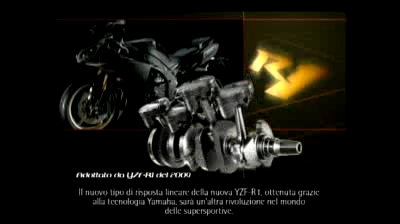 R1
Adottato da YZF-R1 del 2009
Il nuovo tipo di risposta lineare della nuova YZF-R1, ottenuta grazie
alla tecnologia Yamaha, sarà un'altra rivoluzione nel mondo
delle supersportive.